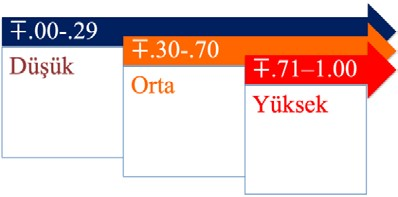 ∓.00-.29
Düşük
∓.30-.70
Orta
∓.71–1.00
Yüksek